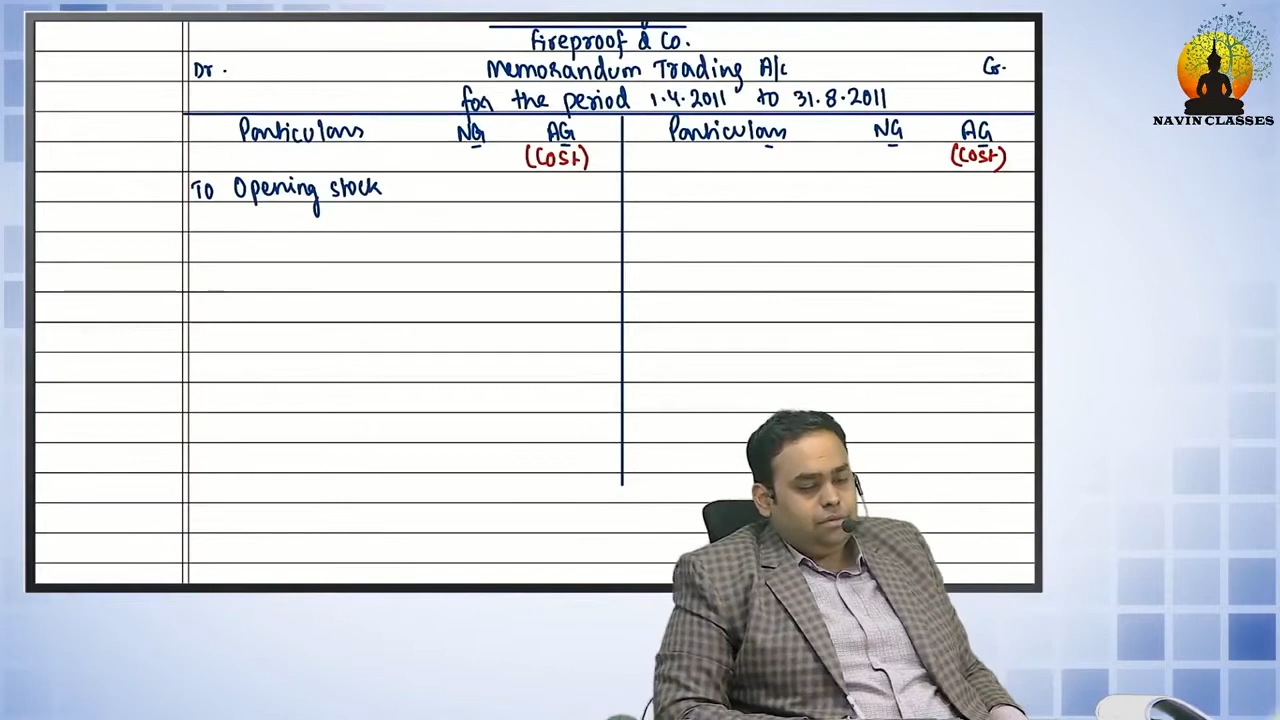 Fireproof & Co.
Dr. Memorandum Trading A/c Cr.
for the period 1.4.2011 to 31.8.2011
Particulars NG AG Particulars NG AG
(Cost) (Cost)
To Opening stock
NAVIN CLASSES